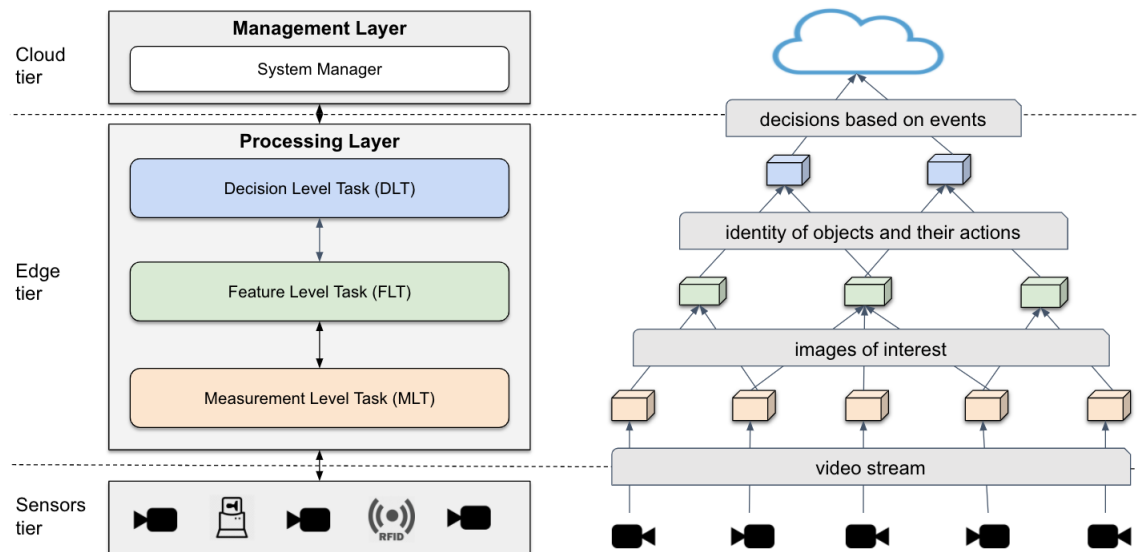 Cloud
tier
Management Layer
System Manager
Edge
tier
Processing Layer
Decision Level Task (DLT)
Feature Level Task (FLT)
Measurement Level Task (MLT)
Sensors
tier
RFID
decisions based on events
identity of objects and their actions
images of interest
video stream